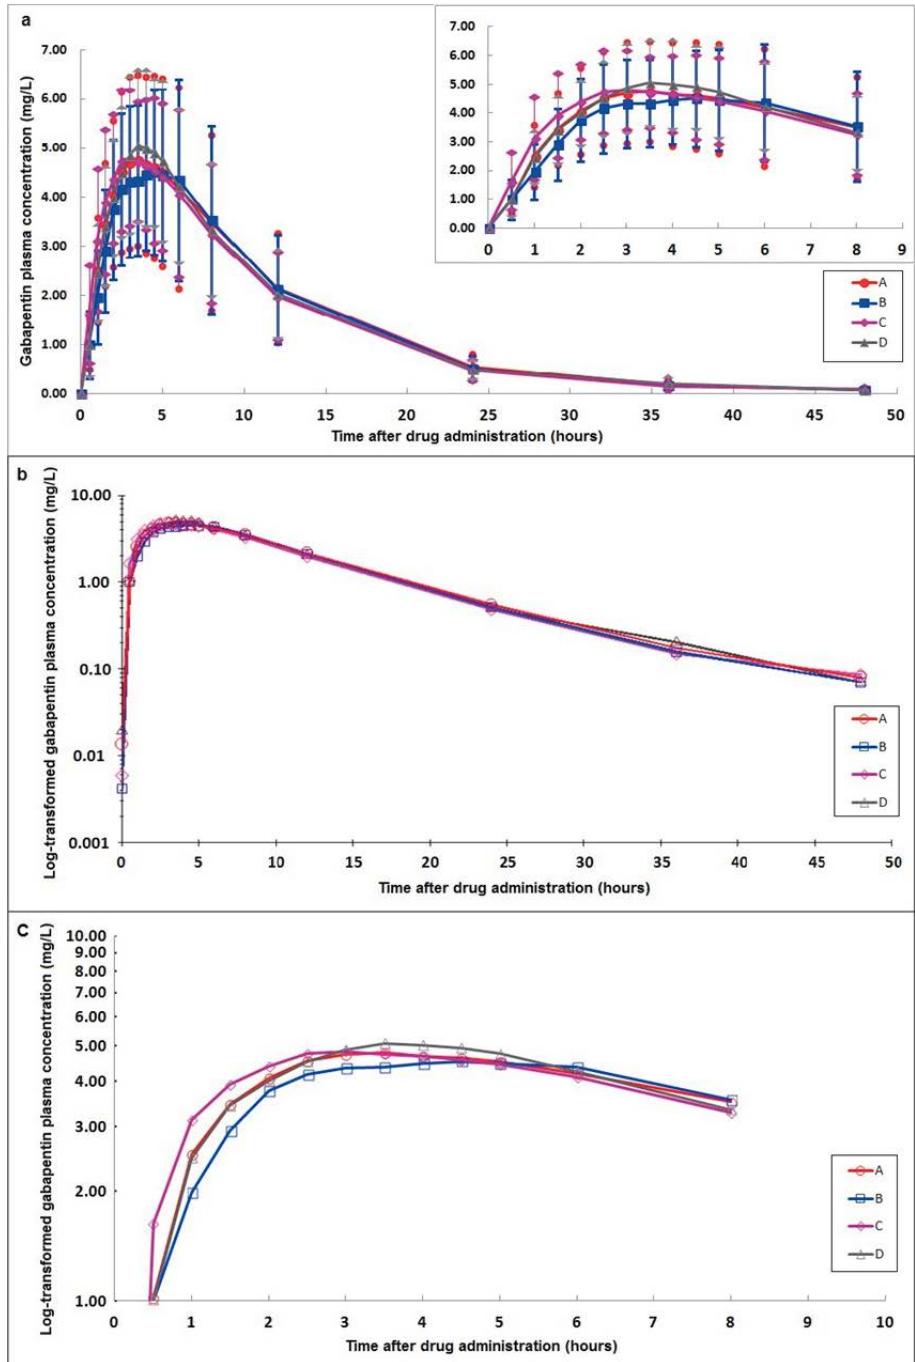 a
7.00
6.00
5.00
4.00
3.00
2.00
1.00
0.00
Gabapentin plasma concentration (mg/L)
0 5 10 15 20 25 30 35 40 45 50
Time after drug administration (hours)
7.00
6.00
5.00
4.00
3.00
2.00
1.00
0.00
0 1 2 3 4 5 6 7 8 9
A
B
C
D
b
10.00
1.00
0.10
0.01
0.001
Log-transformed gabapentin plasma concentration (mg/L)
0 5 10 15 20 25 30 35 40 45 50
Time after drug administration (hours)
A
B
C
D
C
10.00
9.00
8.00
7.00
6.00
5.00
4.00
3.00
2.00
1.00
Log-transformed gabapentin plasma concentration (mg/L)
0 1 2 3 4 5 6 7 8 9 10
Time after drug administration (hours)
A
B
C
D